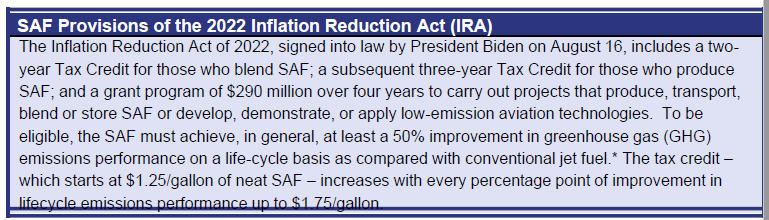 SAF Provisions of the 2022 Inflation Reduction Act (IRA)
The Inflation Reduction Act of 2022, signed into law by President Biden on August 16, includes a two-
year Tax Credit for those who blend SAF; a subsequent three-year Tax Credit for those who produce
SAF; and a grant program of $290 million over four years to carry out projects that produce, transport,
blend or store SAF or develop, demonstrate, or apply low-emission aviation technologies.  To be
eligible, the SAF must achieve, in general, at least a 50% improvement in greenhouse gas (GHG)
emissions performance on a life-cycle basis as compared with conventional jet fuel.* The tax credit –
which starts at $1.25/gallon of neat SAF – increases with every percentage point of improvement in
lifecycle emissions performance up to $1.75/gallon.